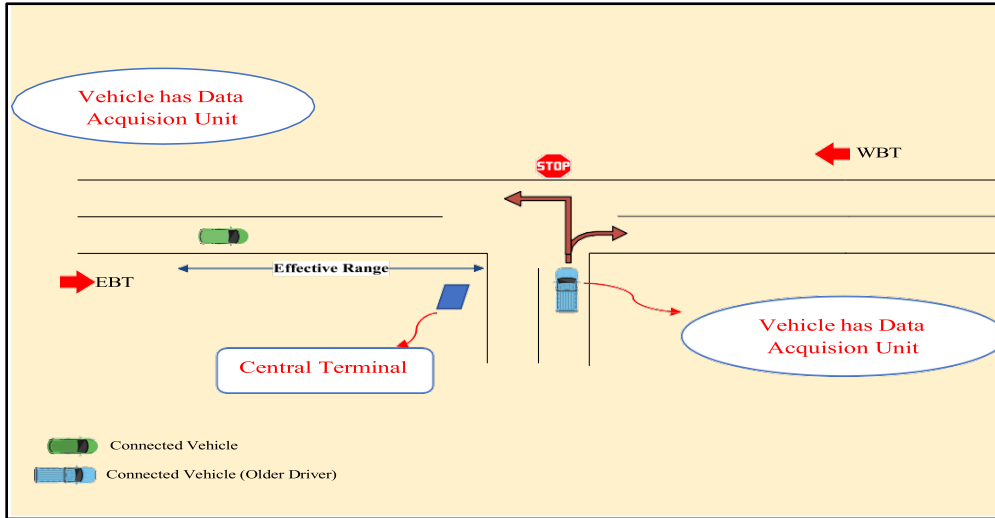 Vehicle has Data
Acquision Unit
STOP
WBT
Effective Range
EBT
Vehicle has Data
Acquision Unit
Central Terminal
Connected Vehicle
Connected Vehicle (Older Driver)